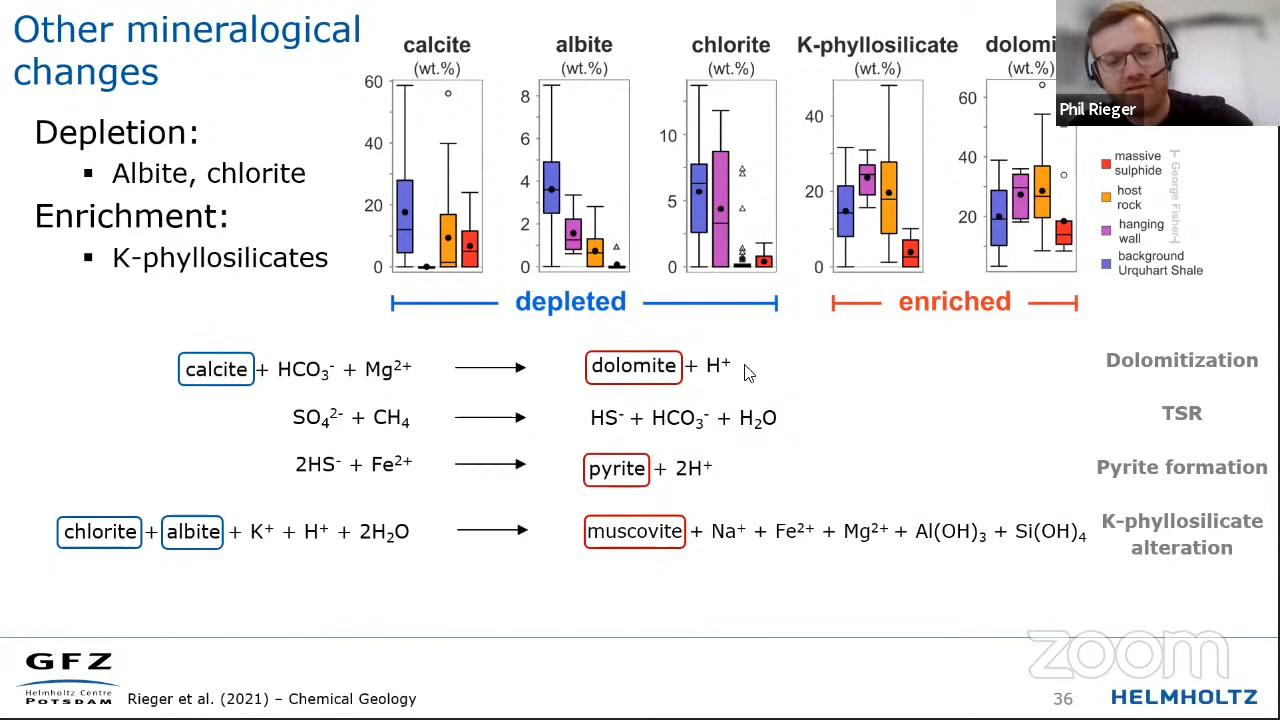 Other mineralogical
changes
Depletion:
▪ Albite, chlorite
Enrichment:
▪ K-phyllosilicates
calcite
(wt.%)
60
40
20
0
albite
(wt.%)
8
6
4
2
0
chlorite
(wt.%)
10
5
0
K-phyllosilicate
(wt.%)
40
20
0
dolomi
(wt.%)
60
40
20
Phil Rieger
massive
sulphide
host
rock
hanging
wall
background
Urquhart Shale
George Fisher
depleted
enriched
calcite + HCO₃⁻ + Mg²⁺ → dolomite + H⁺ Dolomitization
SO₄²⁻ + CH₄ → HS⁻ + HCO₃⁻ + H₂O TSR
2HS⁻ + Fe²⁺ → pyrite + 2H⁺ Pyrite formation
chlorite + albite + K⁺ + H⁺ + 2H₂O → muscovite + Na⁺ + Fe²⁺ + Mg²⁺ + Al(OH)₃ + Si(OH)₄ K-phyllosilicate
alteration
zoom
GFZ
Helmholtz Centre
POTSDAM
Rieger et al. (2021) – Chemical Geology
36
HELMHOLTZ